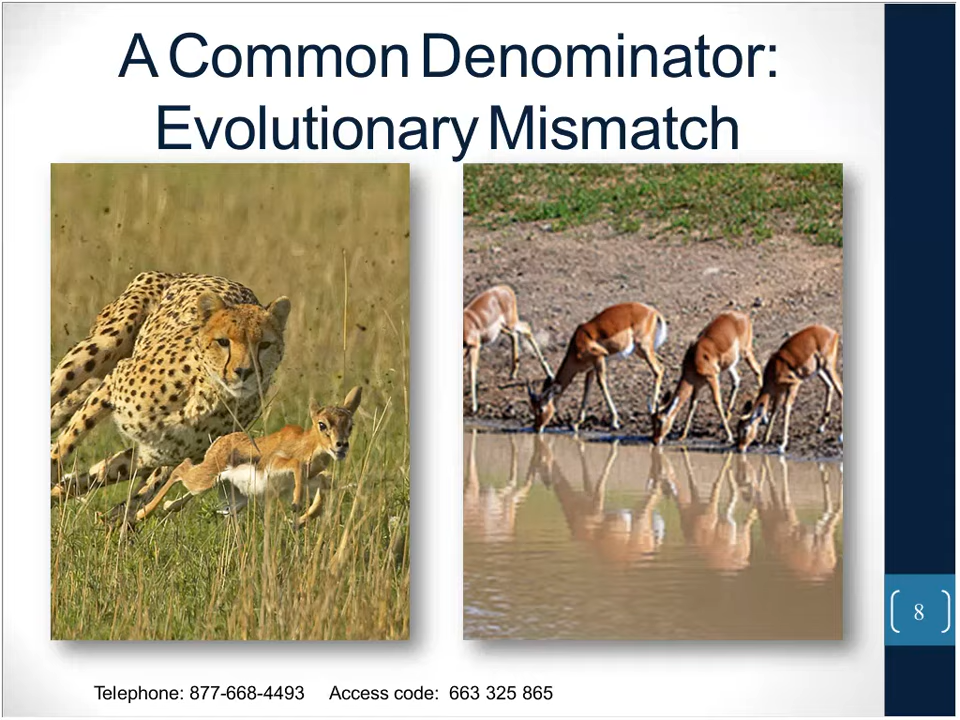 A Common Denominator:
Evolutionary Mismatch
8
Telephone: 877-668-4493 Access code: 663 325 865